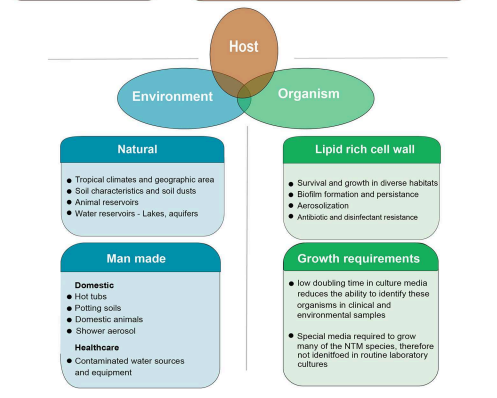 Host
Environment
Organism
Natural
Tropical climates and geographic area
Soil characteristics and soil dusts
Animal reservoirs
Water reservoirs - Lakes, aquifers
Man made
Domestic
Hot tubs
Potting soils
Domestic animals
Shower aerosol
Healthcare
Contaminated water sources
and equipment
Lipid rich cell wall
Survival and growth in diverse habitats
Biofilm formation and persistance
Aerosolization
Antibiotic and disinfectant resistance
Growth requirements
low doubling time in culture media
reduces the ability to identify these
organisms in clinical and
environmental samples
Special media required to grow
many of the NTM species, therefore
not idenitfoed in routine laboratory
cultures